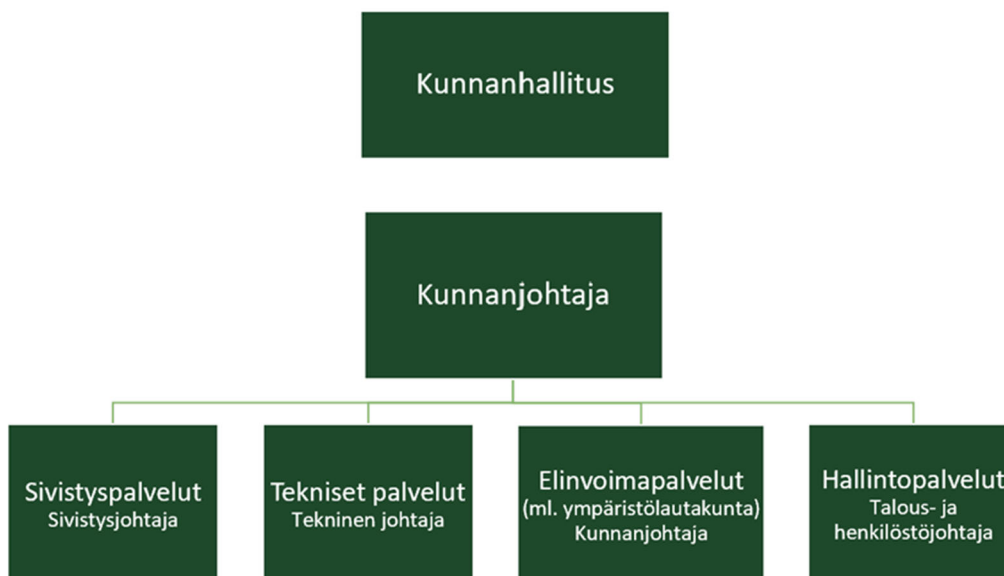 Kunnanhallitus
Kunnanjohtaja
Sivistyspalvelut
Sivistysjohtaja
Tekniset palvelut
Tekninen johtaja
Elinvoimapalvelut
(ml. ympäristölautakunta)
Kunnanjohtaja
Hallintopalvelut
Talous- ja
henkilöstöjohtaja